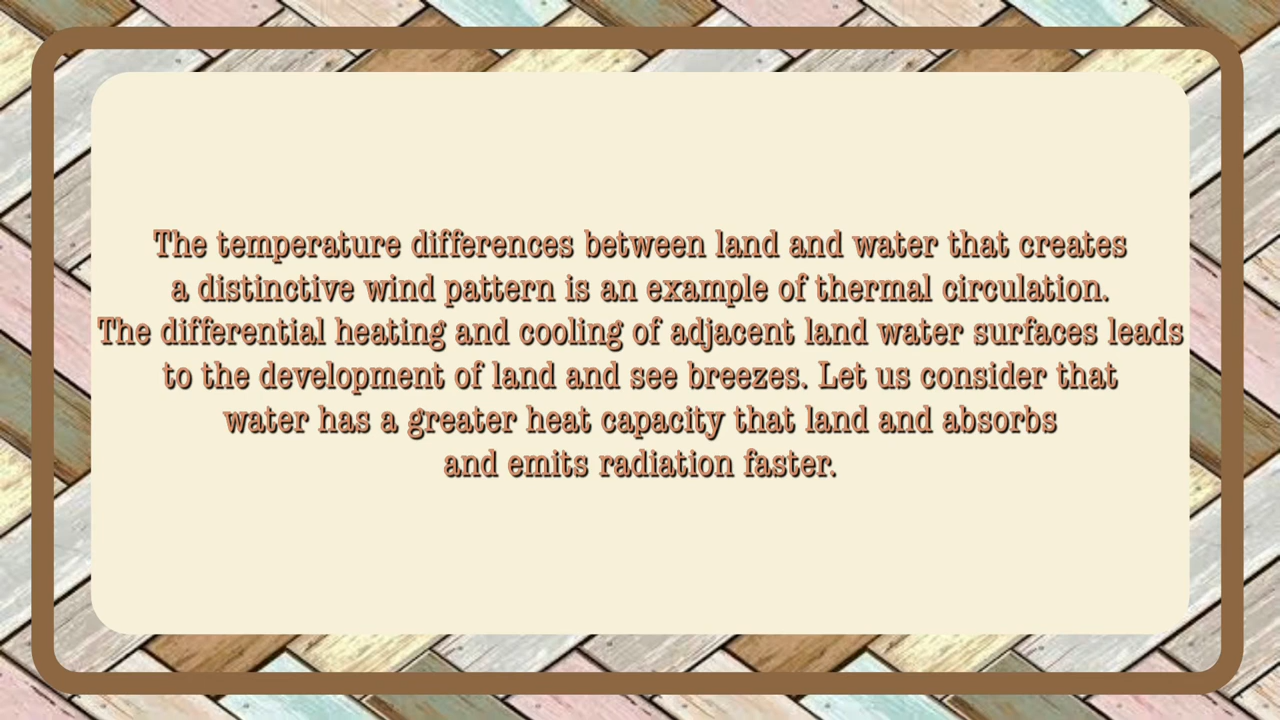 The temperature differences between land and water that creates
a distinctive wind pattern is an example of thermal circulation.
The differential heating and cooling of adjacent land water surfaces leads
to the development of land and see breezes. Let us consider that
water has a greater heat capacity that land and absorbs
and emits radiation faster.